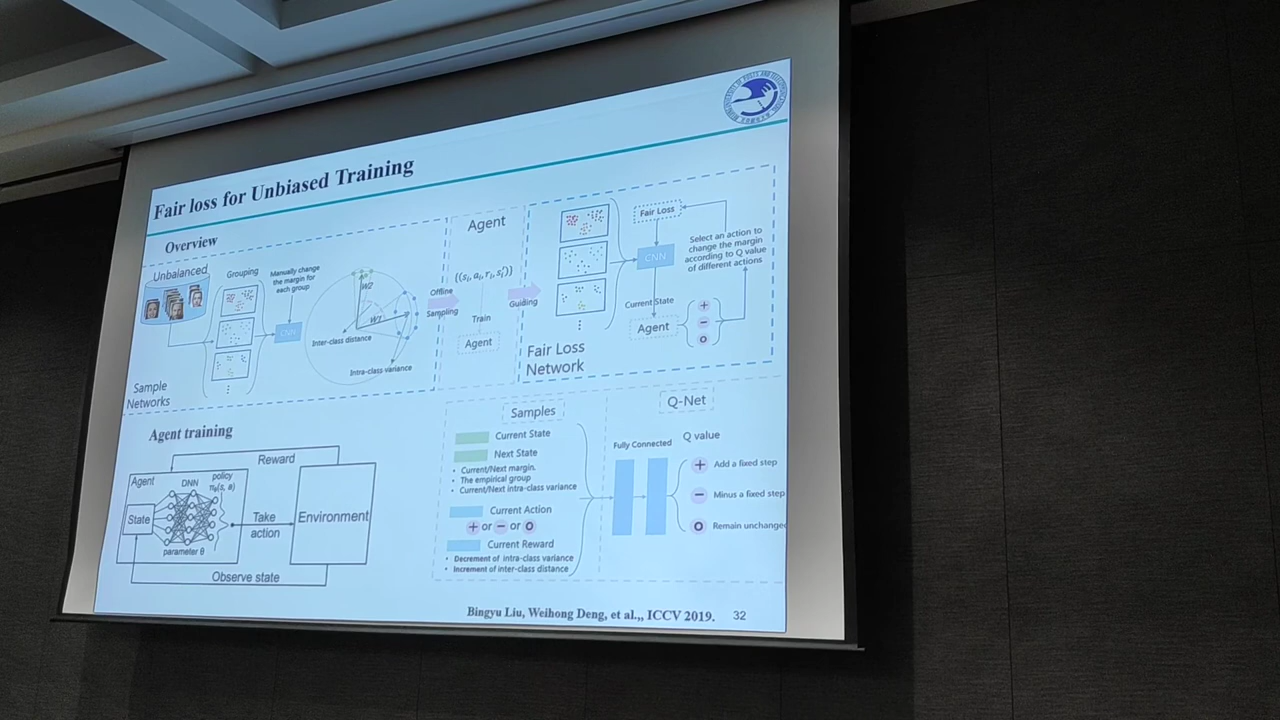 Fair loss for Unbiased Training
Overview
Unbalanced
Grouping
Manually change
the margin for
each group
CNN
W2
W1
Inter-class distance
Intra-class variance
Sample
Networks
Offline
Sampling
Agent
{(s_i, a_i, r_i, s_i')}
Train
Agent
Guiding
Fair Loss
CNN
Select an action to
change the margin
according to Q value
of different actions
Current State
Agent
+
−
o
Fair Loss
Network
Agent training
Reward
Agent
DNN
policy
π_θ(s, a)
State
parameter θ
Take
action
Environment
Observe state
Samples
Current State
Next State
• Current/Next margin.
• The empirical group
• Current/Next intra-class variance
Current Action
+ or − or o
Current Reward
• Decrement of intra-class variance
• Increment of inter-class distance
Q-Net
Fully Connected
Q value
+ Add a fixed step
− Minus a fixed step
o Remain unchanged
Bingyu Liu, Weihong Deng, et al.,, ICCV 2019.
32